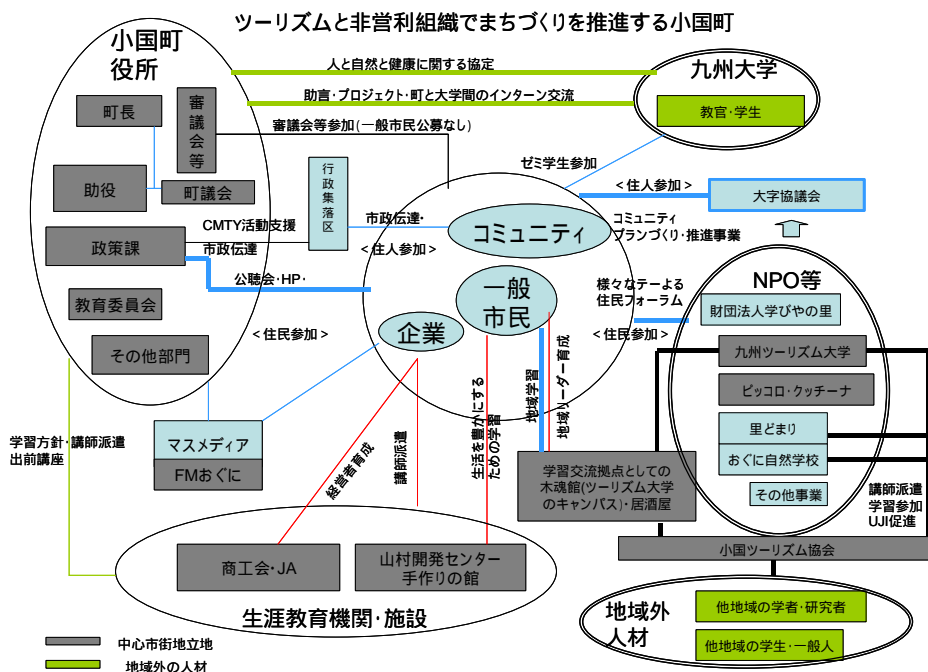 ツーリズムと非営利組織でまちづくりを推進する小国町
小国町
役所
町長
審議会等
助役
町議会
政策課
教育委員会
その他部門
人と自然と健康に関する協定
助言・プロジェクト・町と大学間のインターン交流
審議会等参加(一般市民公募なし)
九州大学
教官・学生
ゼミ学生参加
行政集落区
CMTY活動支援
市政伝達
市政伝達・
<住人参加>
公聴会・HP・
<住民参加>
コミュニティ
一般
市民
企業
<住人参加>
大字協議会
コミュニティ
プランづくり・推進事業
様々なテーよる
住民フォーラム
<住民参加>
NPO等
財団法人学びやの里
九州ツーリズム大学
ピッコロ・クッチーナ
里どまり
おぐに自然学校
その他事業
マスメディア
FMおぐに
学習方針・講師派遣
出前講座
経営者育成
講師派遣
生活を豊かにする
ための学習
地域学習
地域リーダー育成
学習交流拠点としての
木魂館(ツーリズム大学
のキャンパス)・居酒屋
講師派遣
学習参加
UJI促進
小国ツーリズム協会
商工会・JA
山村開発センター
手作りの館
生涯教育機関・施設
地域外
人材
他地域の学者・研究者
他地域の学生・一般人
中心市街地立地
地域外の人材